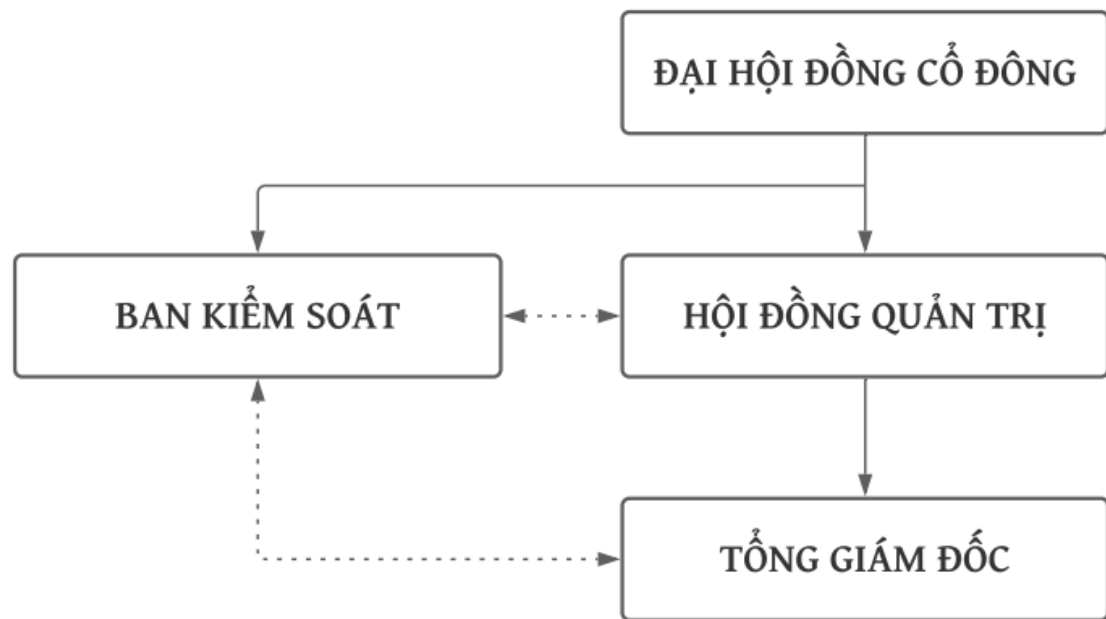 ĐẠI HỘI ĐỒNG CỔ ĐÔNG
BAN KIỂM SOÁT
HỘI ĐỒNG QUẢN TRỊ
TỔNG GIÁM ĐỐC